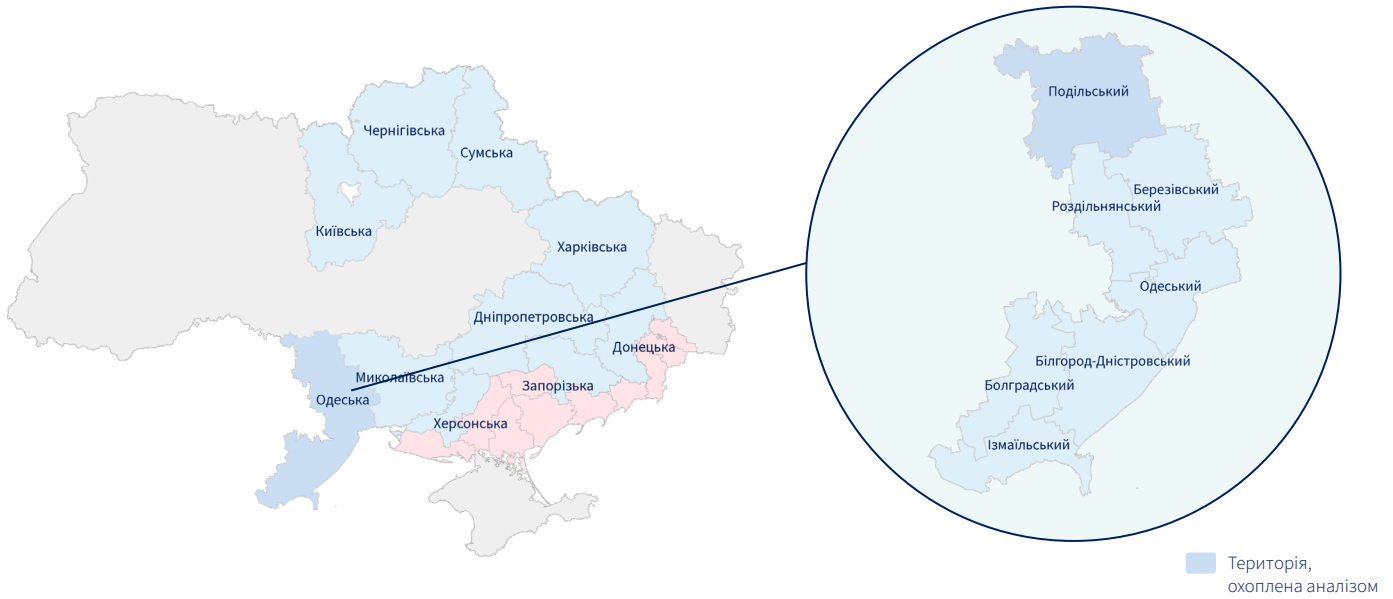 Чернігівська
Сумська
Київська
Харківська
Дніпропетровська
Донецька
Миколаївська
Запорізька
Одеська
Херсонська
Подільський
Березівський
Роздільнянський
Одеський
Білгород-Дністровський
Болградський
Ізмаїльський
Територія,
охоплена аналізом